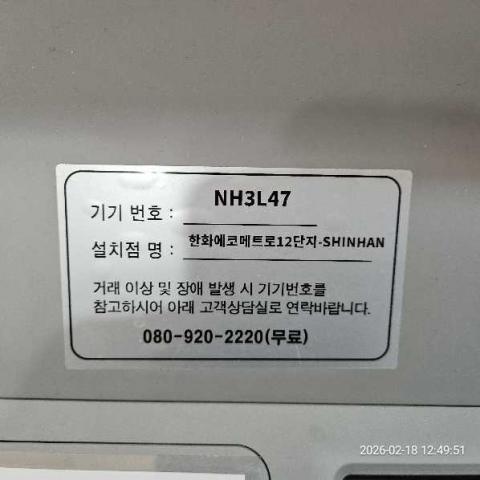 기기 번호 : NH3L47
설치점 명 : 한화에코메트로12단지-SHINHAN
거래 이상 및 장애 발생 시 기기번호를
참고하시어 아래 고객상담실로 연락바랍니다.
080-920-2220(무료)
2026-02-18 12:49:51